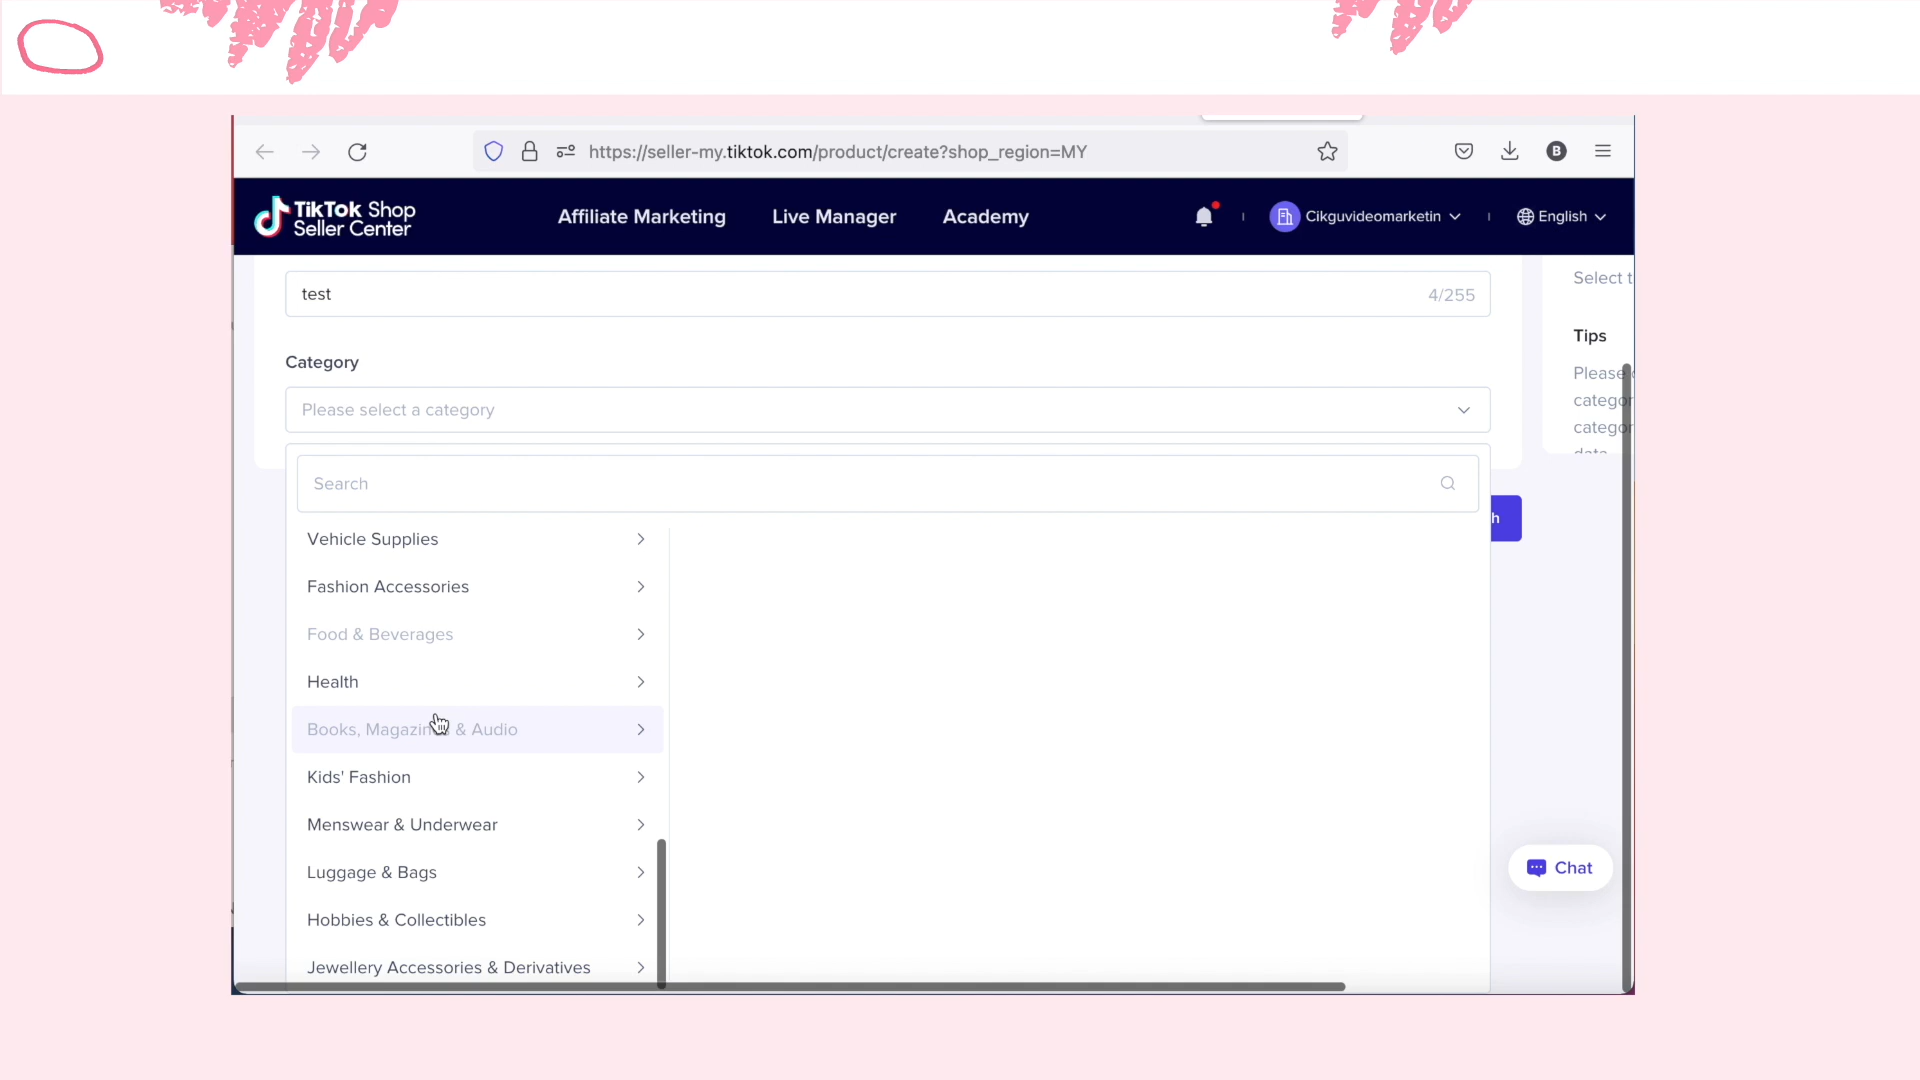 https://seller-my.tiktok.com/product/create?shop_region=MY
B
TikTok Shop
Seller Center
Affiliate Marketing
Live Manager
Academy
Cikguvideomarketin
English
test
4/255
Select t
Category
Tips
Please select a category
Please
categor
categor
Search
h
Vehicle Supplies
Fashion Accessories
Food & Beverages
Health
Books, Magazin & Audio
Kids' Fashion
Menswear & Underwear
Luggage & Bags
Chat
Hobbies & Collectibles
Jewellery Accessories & Derivatives